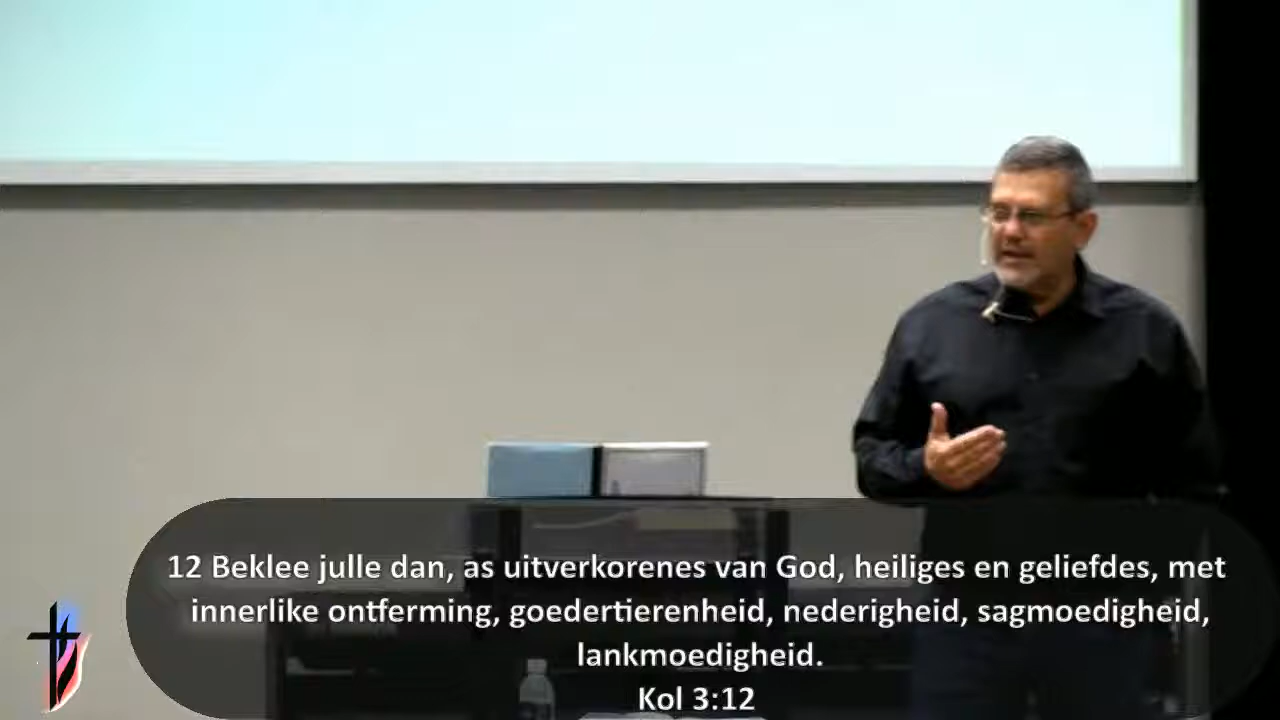 12 Beklee julle dan, as uitverkorenes van God, heiliges en geliefdes, met
innerlike ontferming, goedertierenheid, nederigheid, sagmoedigheid,
lankmoedigheid.
Kol 3:12